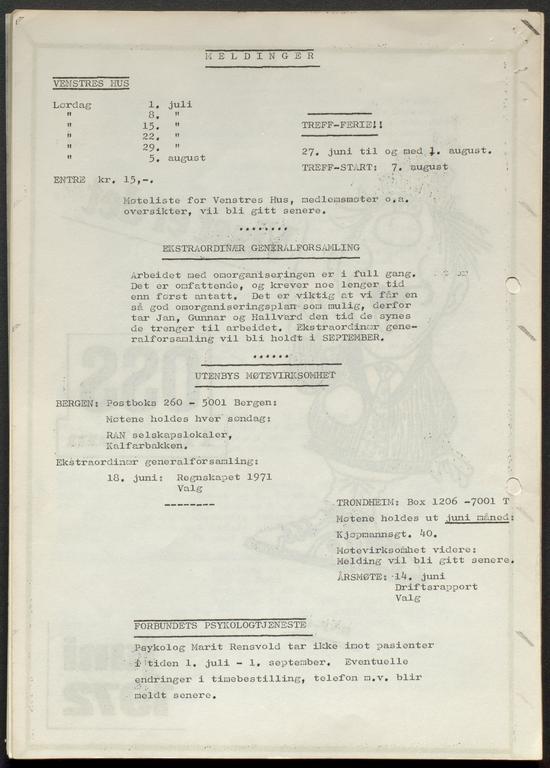 MELDINGER
VENSTRES HUS
Lørdag 1. juli
" 8. "
" 15. "
" 22. "
" 29. "
" 5. august
ENTRE kr. 15,-.
TREFF-FERIE!!
27. juni til og med 1. august.
TREFF-START: 7. august
Møteliste for Venstres Hus, medlemsmøter o.a.
oversikter, vil bli gitt senere.
........
EKSTRAORDINÆR GENERALFORSAMLING
Arbeidet med omorganiseringen er i full gang.
Det er omfattende, og krever noe lenger tid
enn først antatt. Det er viktig at vi får en
så god omorganiseringsplan som mulig, derfor
tar Jan, Gunnar og Hallvard den tid de synes
de trenger til arbeidet. Ekstraordinær gene-
ralforsamling vil bli holdt i SEPTEMBER.
......
UTENBYS MØTEVIRKSOMHET
BERGEN: Postboks 260 - 5001 Bergen:
Møtene holdes hver søndag:
RAN selskapslokaler,
Kalfarbakken.
Ekstraordinær generalforsamling:
18. juni: Regnskapet 1971
Valg
--------
TRONDHEIM: Box 1206 -7001 T
Møtene holdes ut juni måned:
Kjøpmannsgt. 40.
Møtevirksomhet videre:
Melding vil bli gitt senere.
ÅRSMØTE: 14. juni
Driftsrapport
Valg
FORBUNDETS PSYKOLOGTJENESTE
Psykolog Marit Rensvold tar ikke imot pasienter
i tiden 1. juli - 1. september. Eventuelle
endringer i timebestilling, telefon m.v. blir
meldt senere.